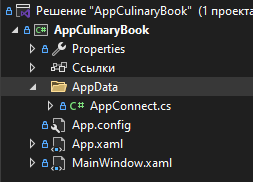 Решение "AppCulinaryBook" (1 проекта
AppCulinaryBook
Properties
Ссылки
AppData
AppConnect.cs
App.config
App.xaml
MainWindow.xaml